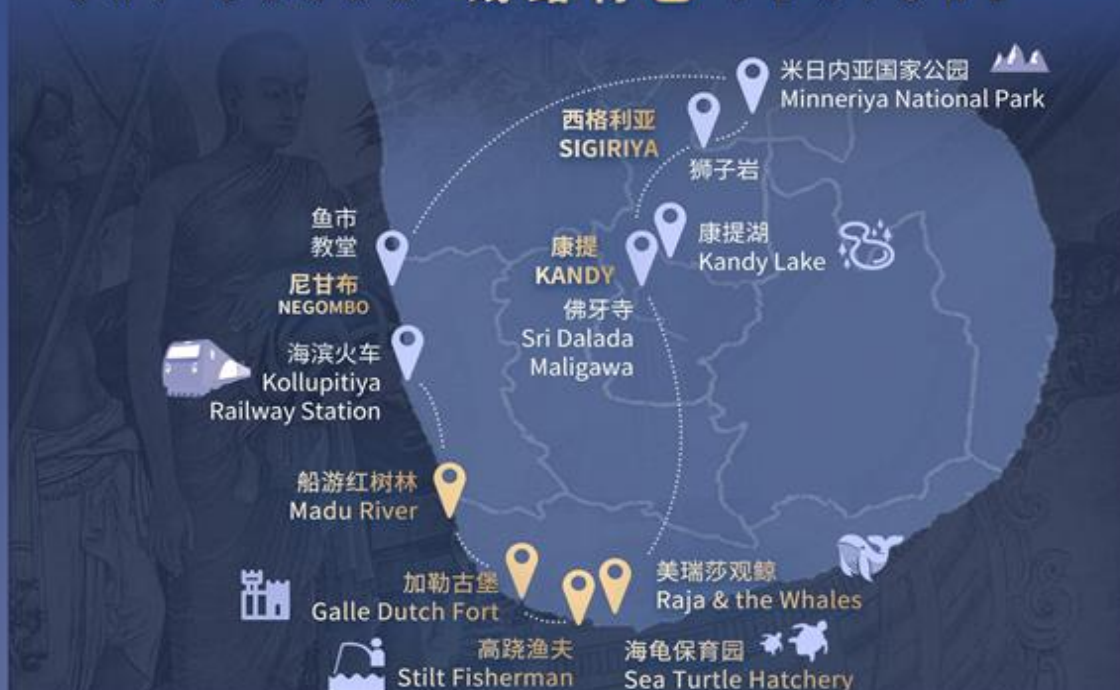 米日内亚国家公园
Minneriya National Park
西格利亚
SIGIRIYA
狮子岩
鱼市
教堂
尼甘布
NEGOMBO
康提湖
Kandy Lake
康提
KANDY
佛牙寺
Sri Dalada
Maligawa
海滨火车
Kollupitiya
Railway Station
船游红树林
Madu River
加勒古堡
Galle Dutch Fort
美瑞莎观鲸
Raja & the Whales
高跷渔夫
Stilt Fisherman
海龟保育园
Sea Turtle Hatchery